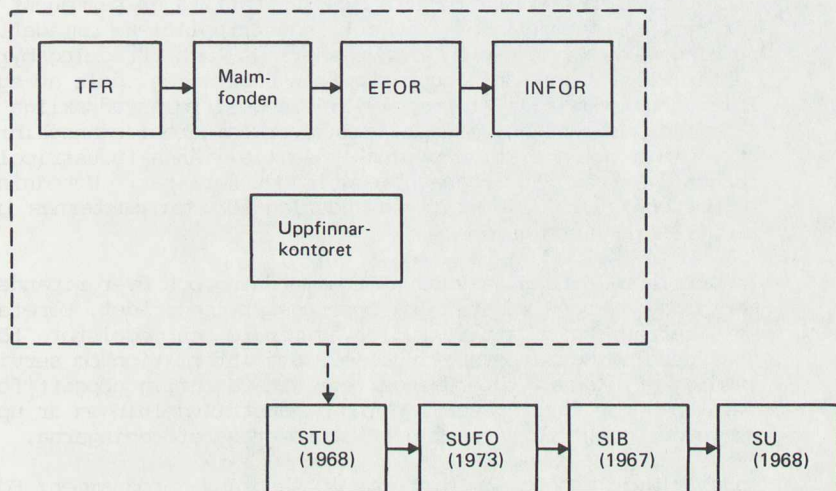 TFR
Malm-
fonden
EFOR
INFOR
Uppfinnar-
kontoret
STU
(1968)
SUFO
(1973)
SIB
(1967)
SU
(1968)